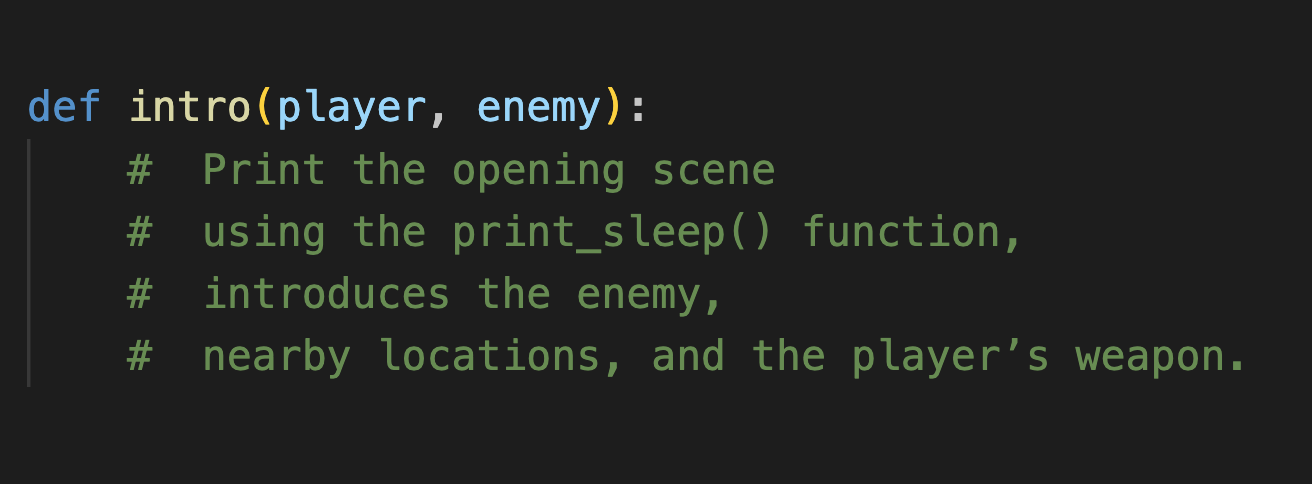 def intro(player, enemy):
    #  Print the opening scene
    #  using the print_sleep() function,
    #  introduces the enemy,
    #  nearby locations, and the player’s weapon.